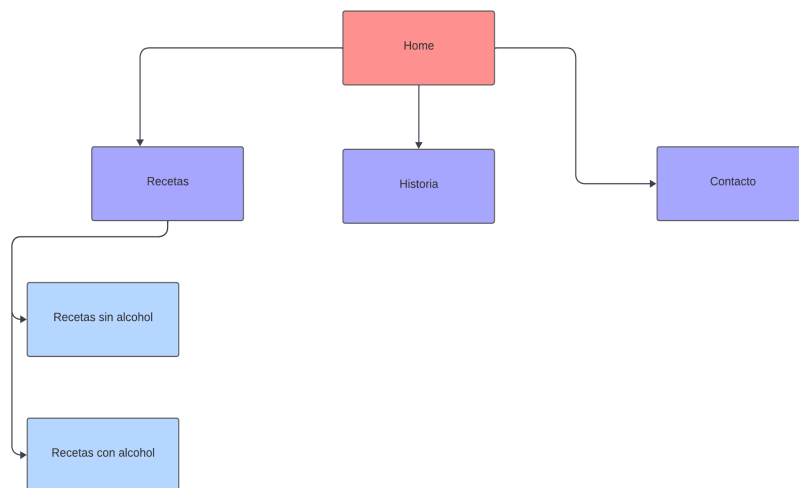 Home
Recetas
Historia
Contacto
Recetas sin alcohol
Recetas con alcohol